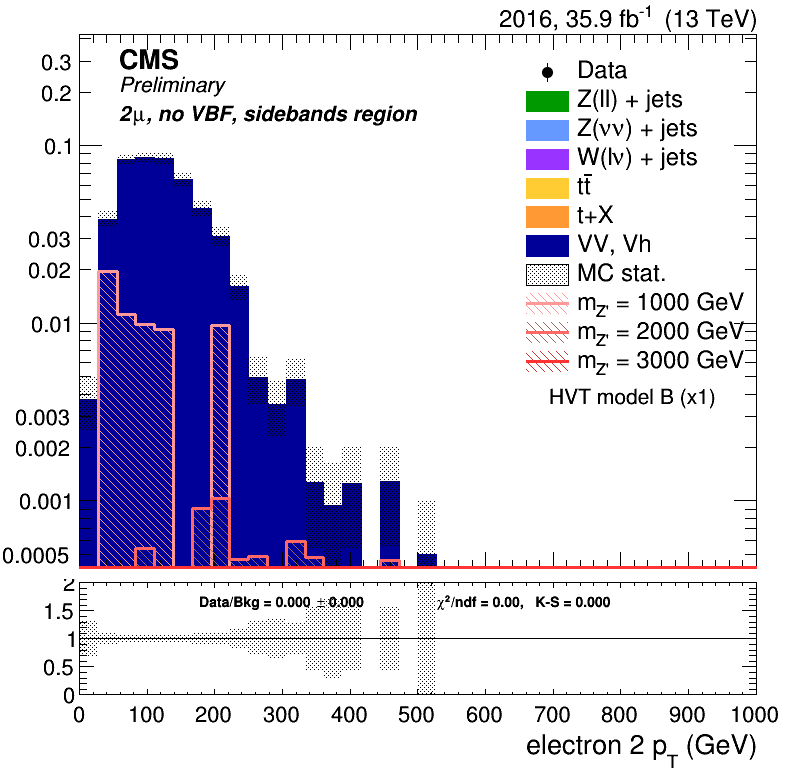 2016, 35.9 fb⁻¹ (13 TeV)
CMS
Preliminary
2μ, no VBF, sidebands region
Data
Z(ll) + jets
Z(νν) + jets
W(lν) + jets
tt̄
t+X
VV, Vh
MC stat.
m_Z' = 1000 GeV
m_Z' = 2000 GeV
m_Z' = 3000 GeV
HVT model B (x1)
0.3
0.2
0.1
0.03
0.02
0.01
0.003
0.002
0.001
0.0005
Data/Bkg = 0.000 ± 0.000
χ²/ndf = 0.00, K-S = 0.000
2
1.5
1
0.5
0
0 100 200 300 400 500 600 700 800 900 1000
electron 2 p_T (GeV)